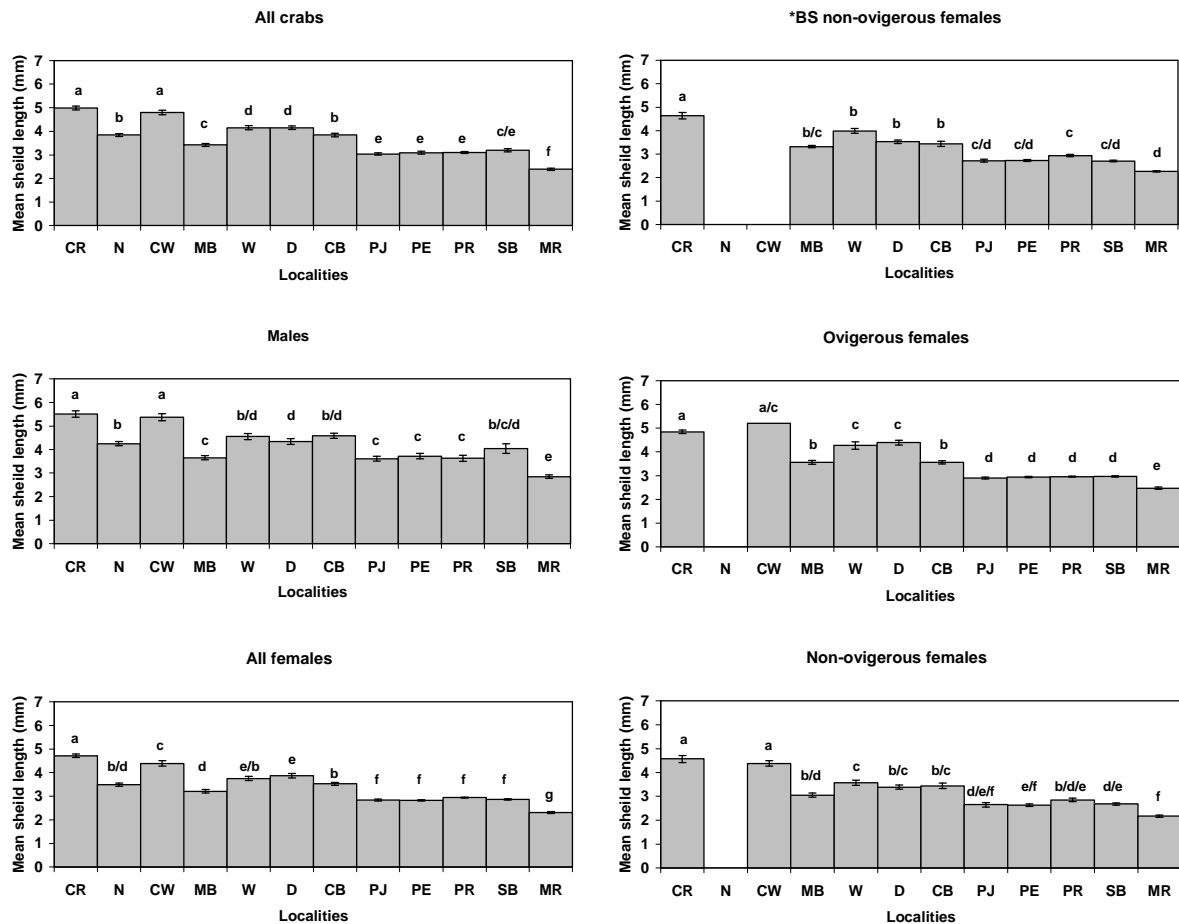 All crabs
Mean sheild length (mm)
7
6
5
4
3
2
1
0
a
b
a
c
d
d
b
e
e
e
c/e
f
CR N CW MB W D CB PJ PE PR SB MR
Localities
*BS non-ovigerous females
Mean sheild length (mm)
7
6
5
4
3
2
1
0
a
b/c
b
b
b
c/d
c/d
c
c/d
d
CR N CW MB W D CB PJ PE PR SB MR
Localities
Males
Mean sheild length (mm)
7
6
5
4
3
2
1
0
a
b
a
c
b/d
d
b/d
c
c
c
b/c/d
e
CR N CW MB W D CB PJ PE PR SB MR
Localities
Ovigerous females
Mean sheild length (mm)
7
6
5
4
3
2
1
0
a
a/c
b
c
c
b
d
d
d
d
e
CR N CW MB W D CB PJ PE PR SB MR
Localities
All females
Mean sheild length (mm)
7
6
5
4
3
2
1
0
a
b/d
c
d
e/b
e
b
f
f
f
f
g
CR N CW MB W D CB PJ PE PR SB MR
Localities
Non-ovigerous females
Mean sheild length (mm)
7
6
5
4
3
2
1
0
a
a
b/d
c
b/c
b/c
d/e/f
e/f
b/d/e
d/e
f
CR N CW MB W D CB PJ PE PR SB MR
Localities